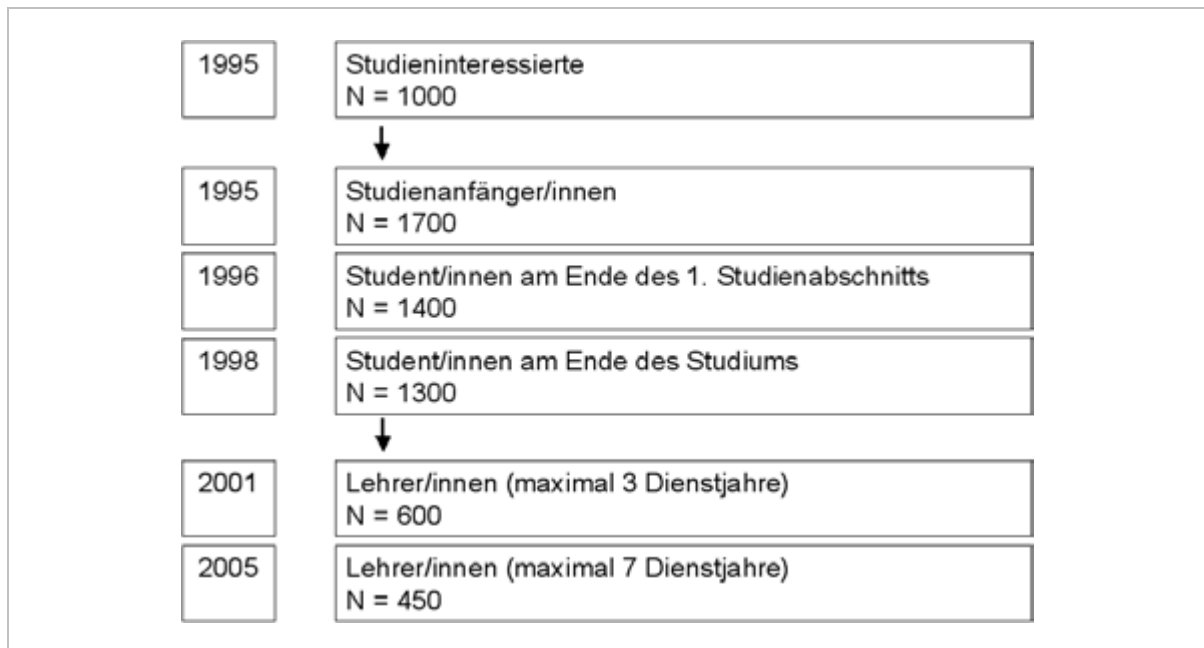 1995
Studieninteressierte
N = 1000
1995
Studienanfänger/innen
N = 1700
1996
Student/innen am Ende des 1. Studienabschnitts
N = 1400
1998
Student/innen am Ende des Studiums
N = 1300
2001
Lehrer/innen (maximal 3 Dienstjahre)
N = 600
2005
Lehrer/innen (maximal 7 Dienstjahre)
N = 450